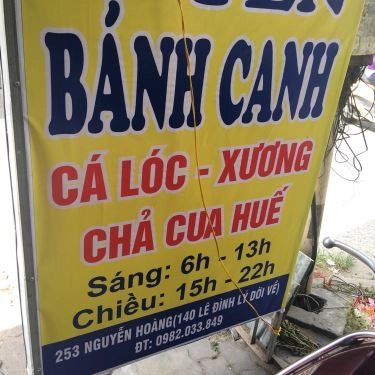 BÁNH CANH
CÁ LÓC - XƯƠNG
CHẢ CUA HUẾ
Sáng: 6h - 13h
Chiều: 15h - 22h
253 NGUYỄN HOÀNG(140 LÊ ĐÌNH LÝ DỜI VỀ)
ĐT: 0982.033.849